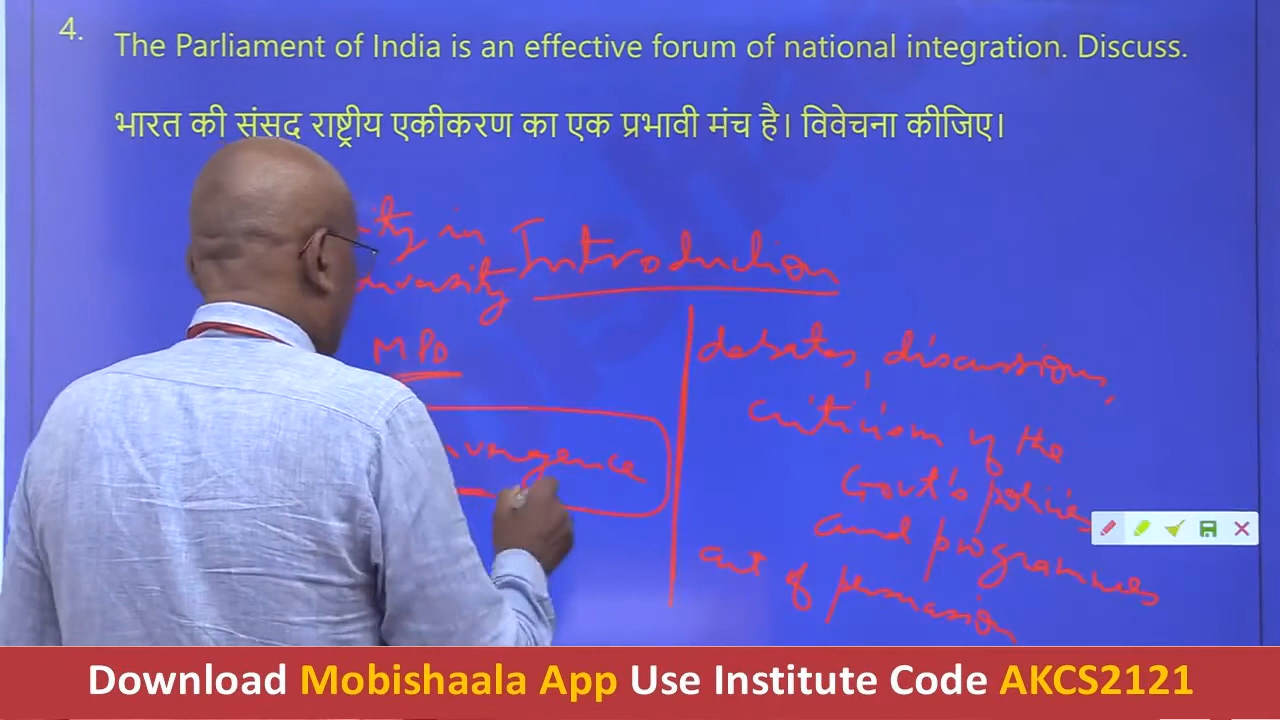 4.
The Parliament of India is an effective forum of national integration. Discuss.
भारत की संसद राष्ट्रीय एकीकरण का एक प्रभावी मंच है। विवेचना कीजिए।
in
Introduction
MPD
debates, discussions,
criticism of the
Govt's policies
and programmes
art of persuasion
Download Mobishaala App Use Institute Code AKCS2121